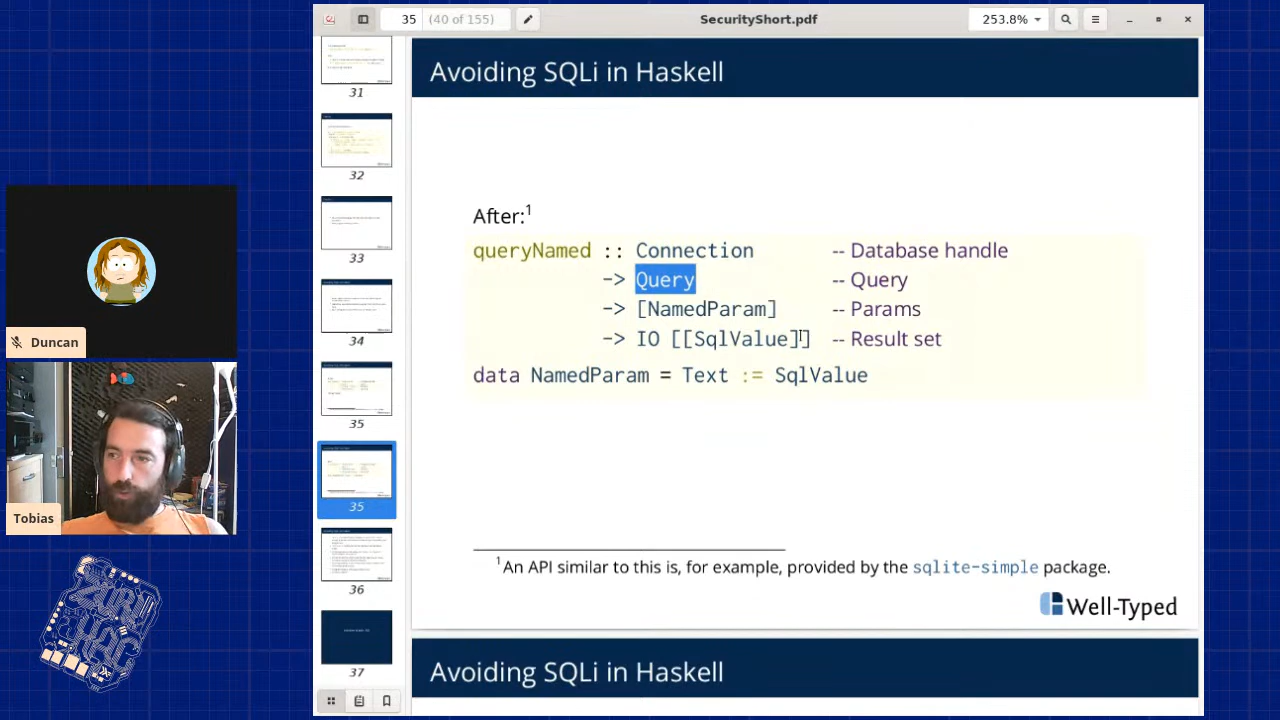 35
(40 of 155)
SecurityShort.pdf
253.8%
31
32
33
34
35
35
36
37
Avoiding SQLi in Haskell
After:1
queryNamed :: Connection -- Database handle
-> Query -- Query
-> [NamedParam] -- Params
-> IO [[SqlValue]] -- Result set
data NamedParam = Text := SqlValue
1An API similar to this is, for example, provided by the sqlite-simple package.
Well-Typed
Avoiding SQLi in Haskell
Duncan
Tobias